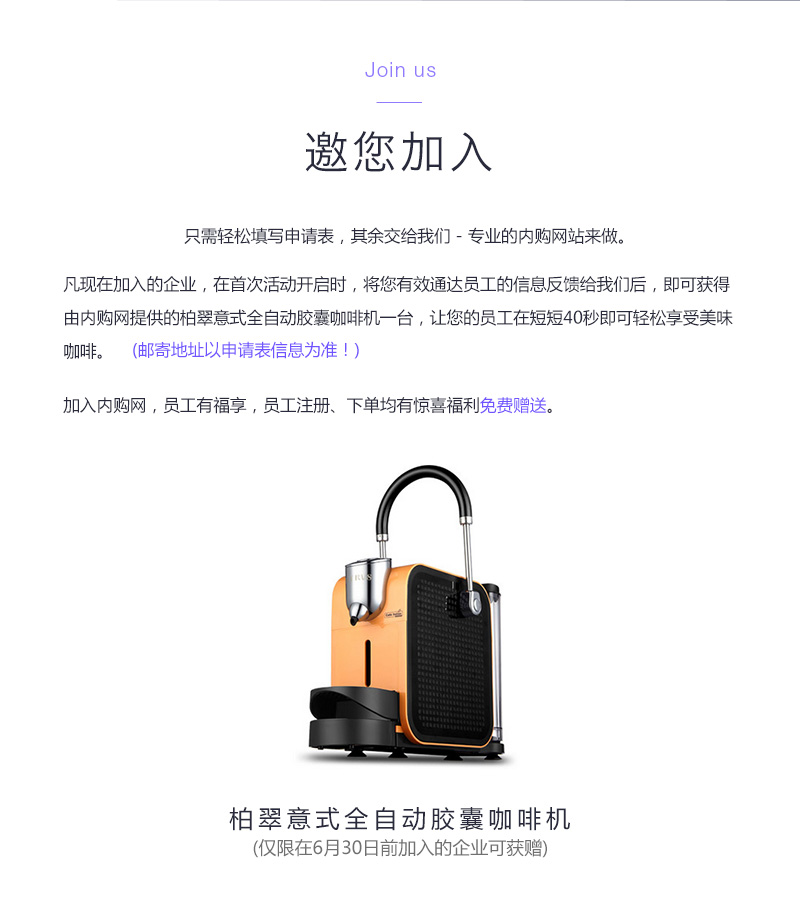 Join us
邀您加入
只需轻松填写申请表，其余交给我们 - 专业的内购网站来做。
凡现在加入的企业，在首次活动开启时，将您有效通达员工的信息反馈给我们后，即可获得
由内购网提供的柏翠意式全自动胶囊咖啡机一台，让您的员工在短短40秒即可轻松享受美味
咖啡。 (邮寄地址以申请表信息为准！)
加入内购网，员工有福享，员工注册、下单均有惊喜福利免费赠送。
柏翠意式全自动胶囊咖啡机
(仅限在6月30日前加入的企业可获赠)